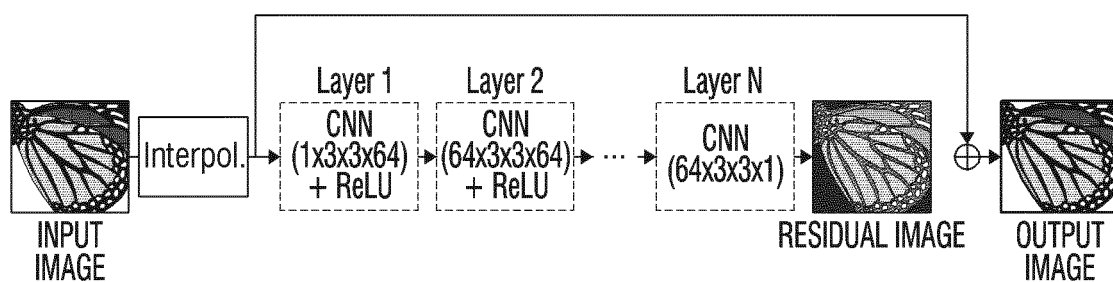 Layer 1
Layer 2
Layer N
Interpol.
CNN
(1x3x3x64)
+ ReLU
CNN
(64x3x3x64)
+ ReLU
...
CNN
(64x3x3x1)
INPUT
IMAGE
RESIDUAL IMAGE
OUTPUT
IMAGE